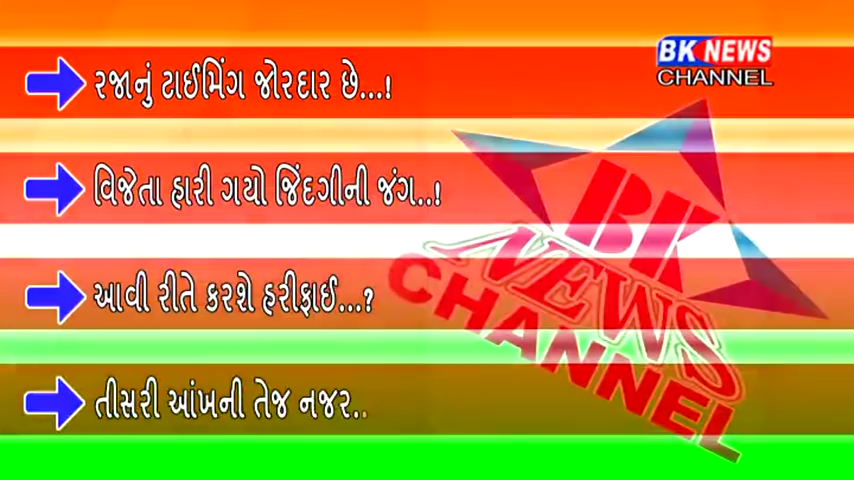 BK NEWS
CHANNEL
રજાનું ટાઈમિંગ જોરદાર છે...!
વિજેતા હારી ગયો જિંદગીની જંગ..!
આવી રીતે કરશે હરીફાઈ...?
તીસરી આંખની તેજ નજર..
BK
NEWS
CHANNEL